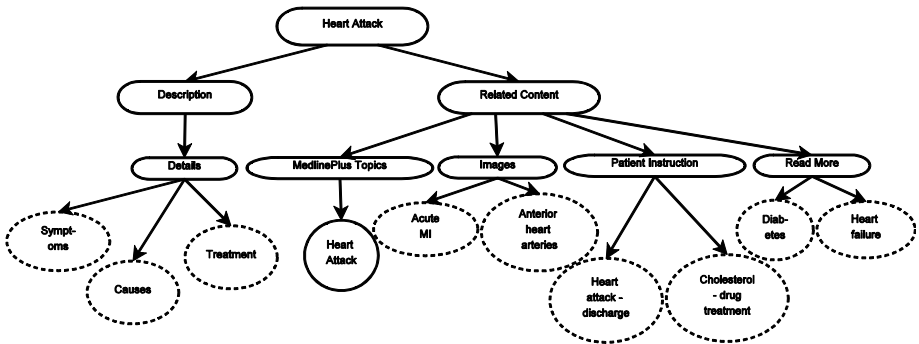 Heart Attack
Description
Related Content
Details
MedlinePlus Topics
Images
Patient Instruction
Read More
Sympt-
oms
Causes
Treatment
Heart
Attack
Acute
MI
Anterior
heart
arteries
Heart
attack -
discharge
Cholesterol
- drug
treatment
Diab-
etes
Heart
failure